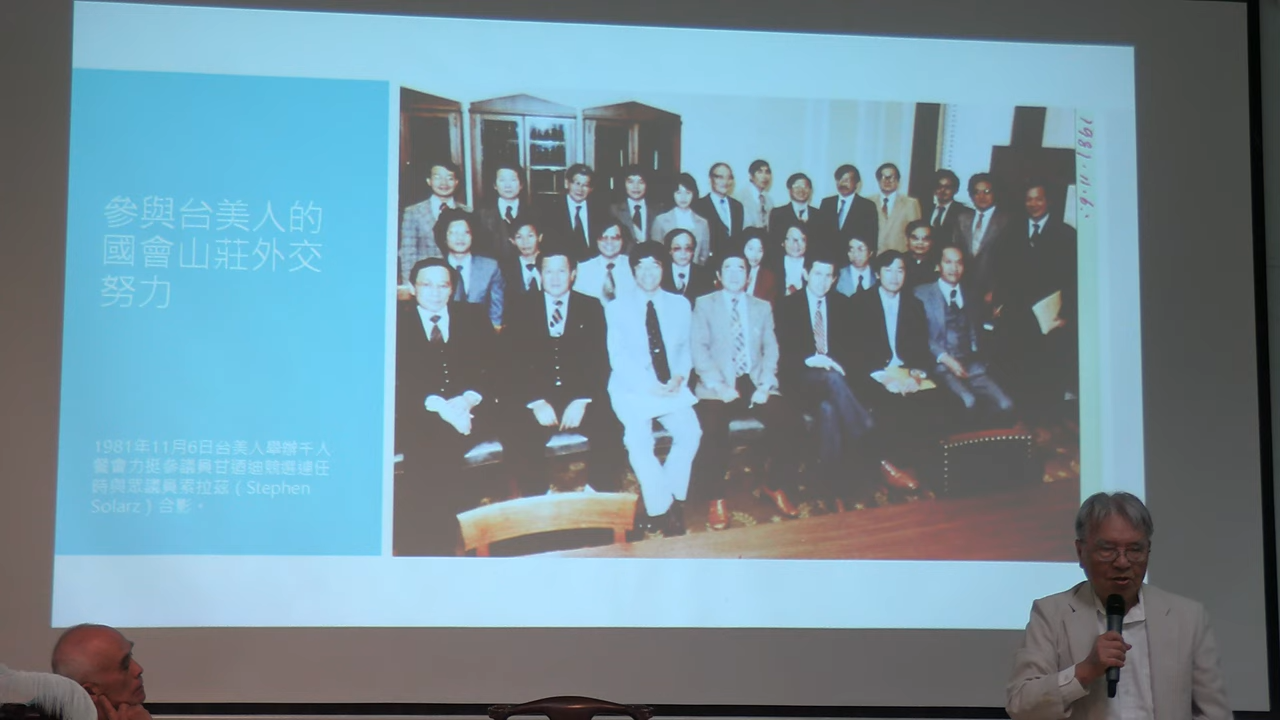 參與台美人的
國會山莊外交
努力
1981年11月6日台美人舉辦千人
餐會力挺參議員甘迺迪競選連任
時與眾議員索拉茲（Stephen
Solarz）合影。
1981.11.6.